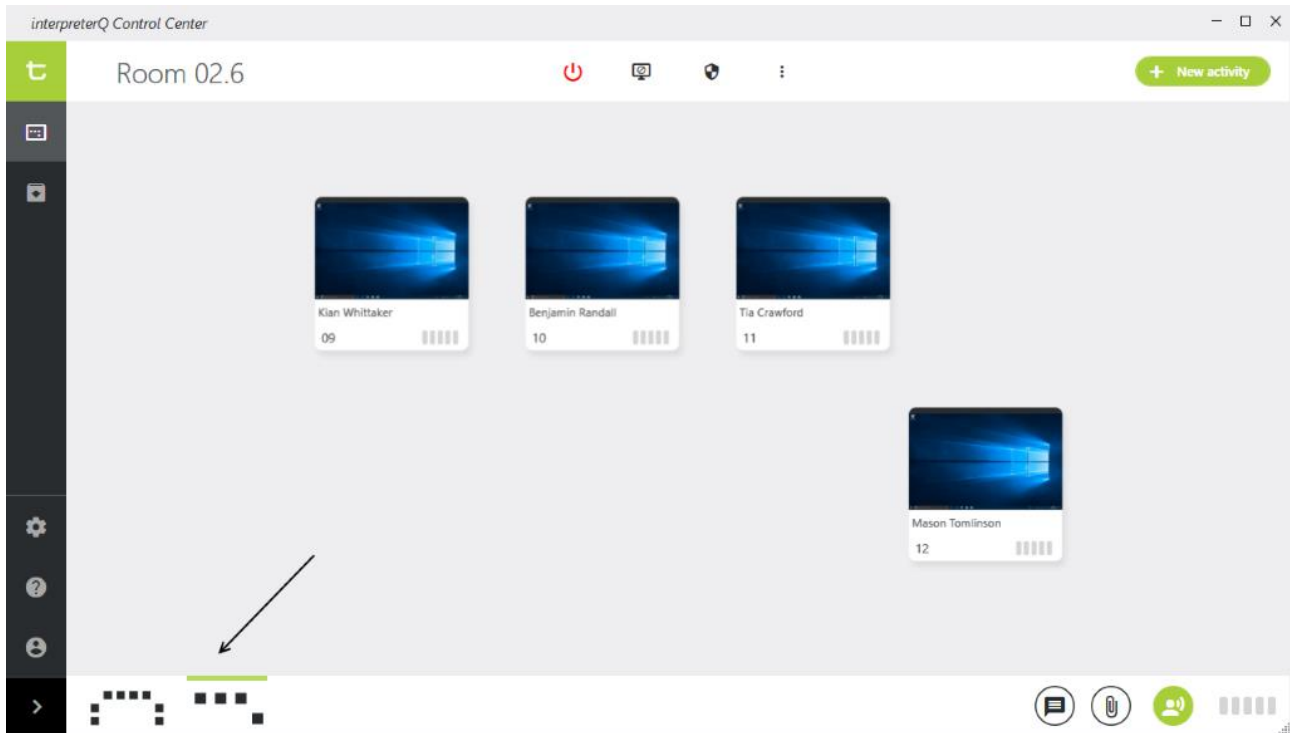 interpreterQ Control Center
Room 02.6
New activity
Kian Whittaker
09
Benjamin Randall
10
Tia Crawford
11
Mason Tomlinson
12